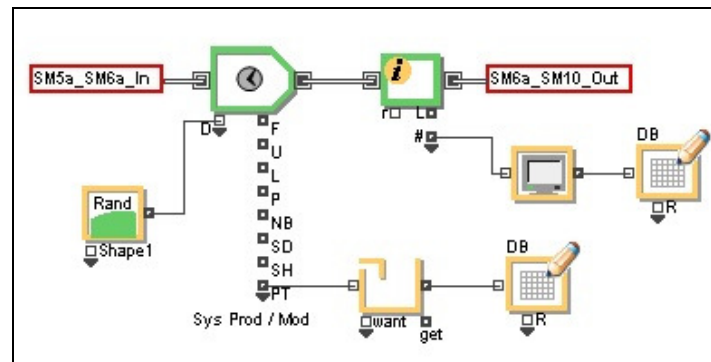 SM5a_SM6a_In
SM6a_SM10_Out
D
F
U
L
P
NB
SD
SH
PT
r
L
#
DB
R
Rand
Shape1
Sys Prod / Mod
want
get
DB
R